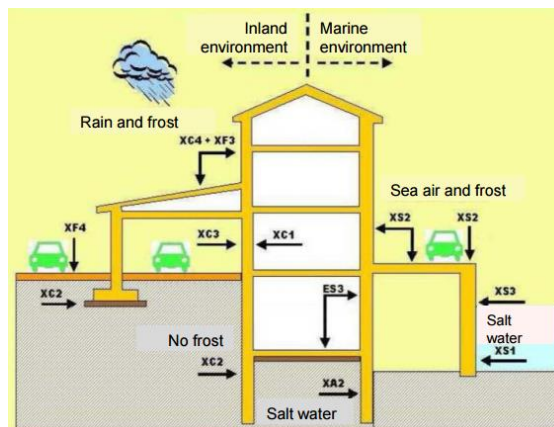 Inland
environment
Marine
environment
Rain and frost
XC4 + XF3
Sea air and frost
XF4
XC3
XC1
XS2
XS2
XC2
ES3
XS3
No frost
Salt
water
XC2
XS1
XA2
Salt water